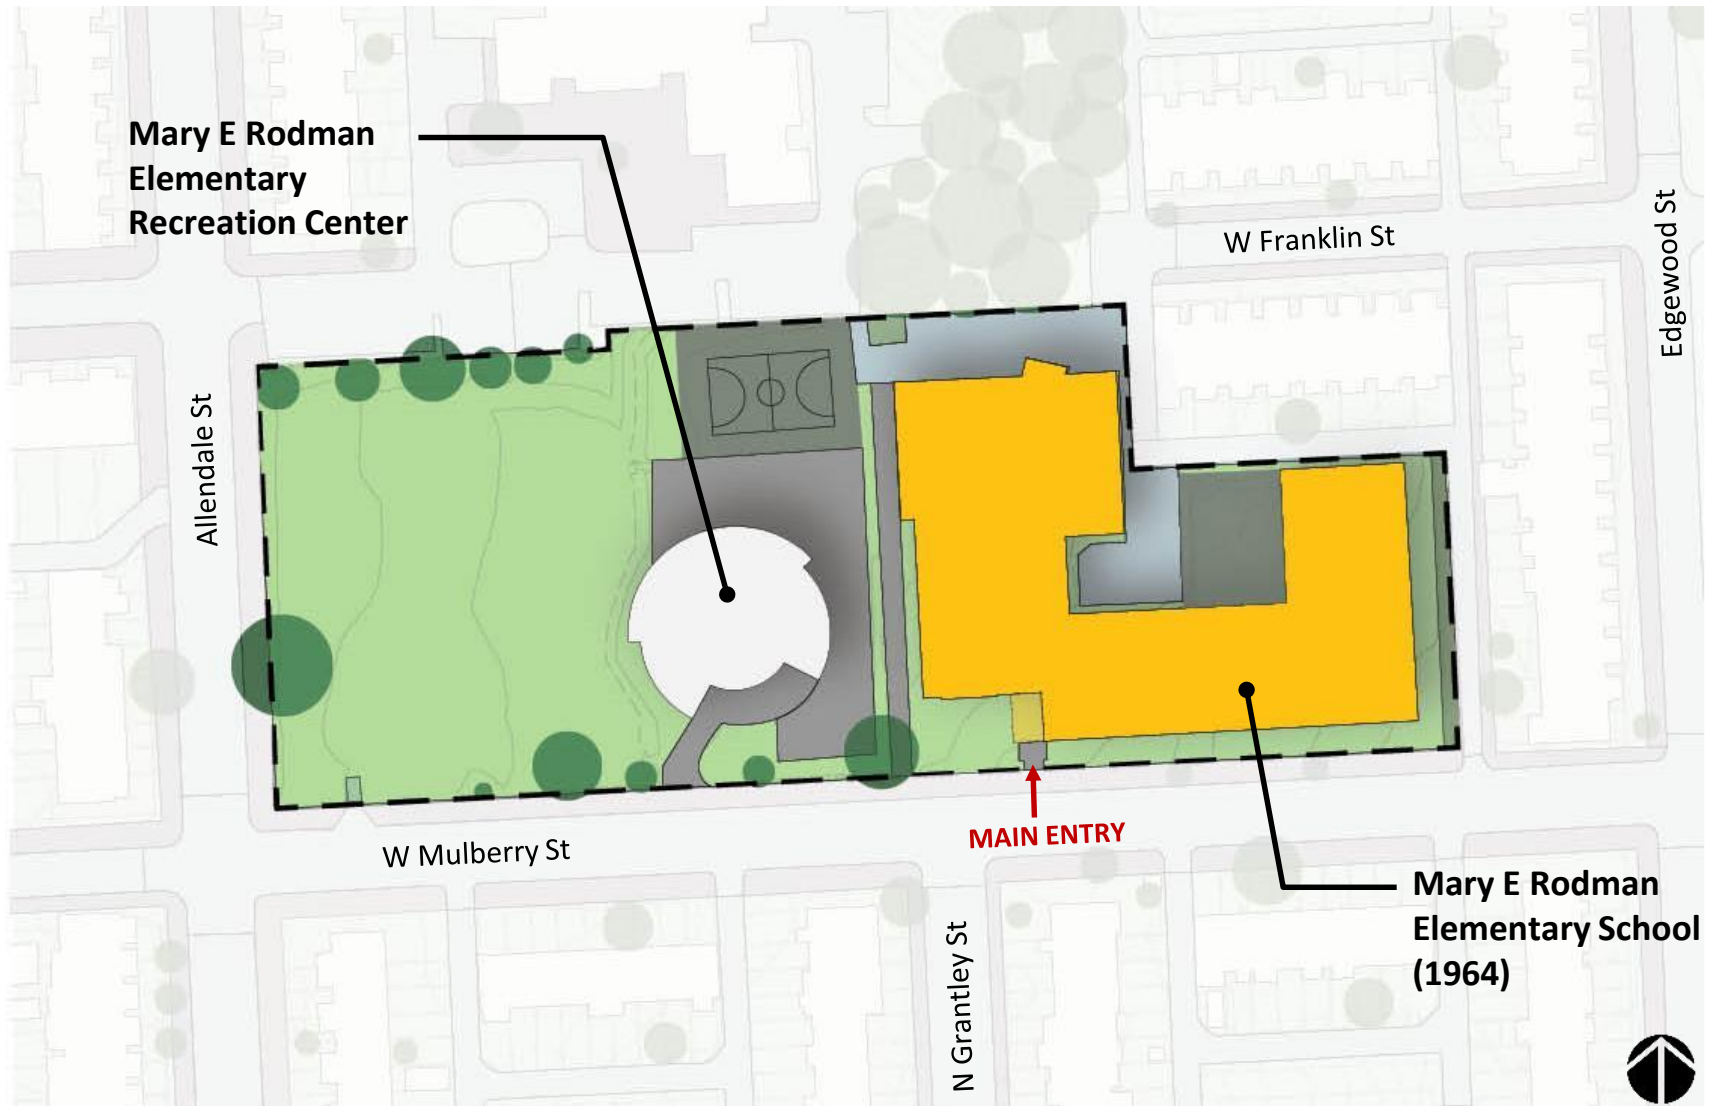 Mary E Rodman
Elementary
Recreation Center
W Franklin St
Edgewood St
Allendale St
W Mulberry St
MAIN ENTRY
N Grantley St
Mary E Rodman
Elementary School
(1964)